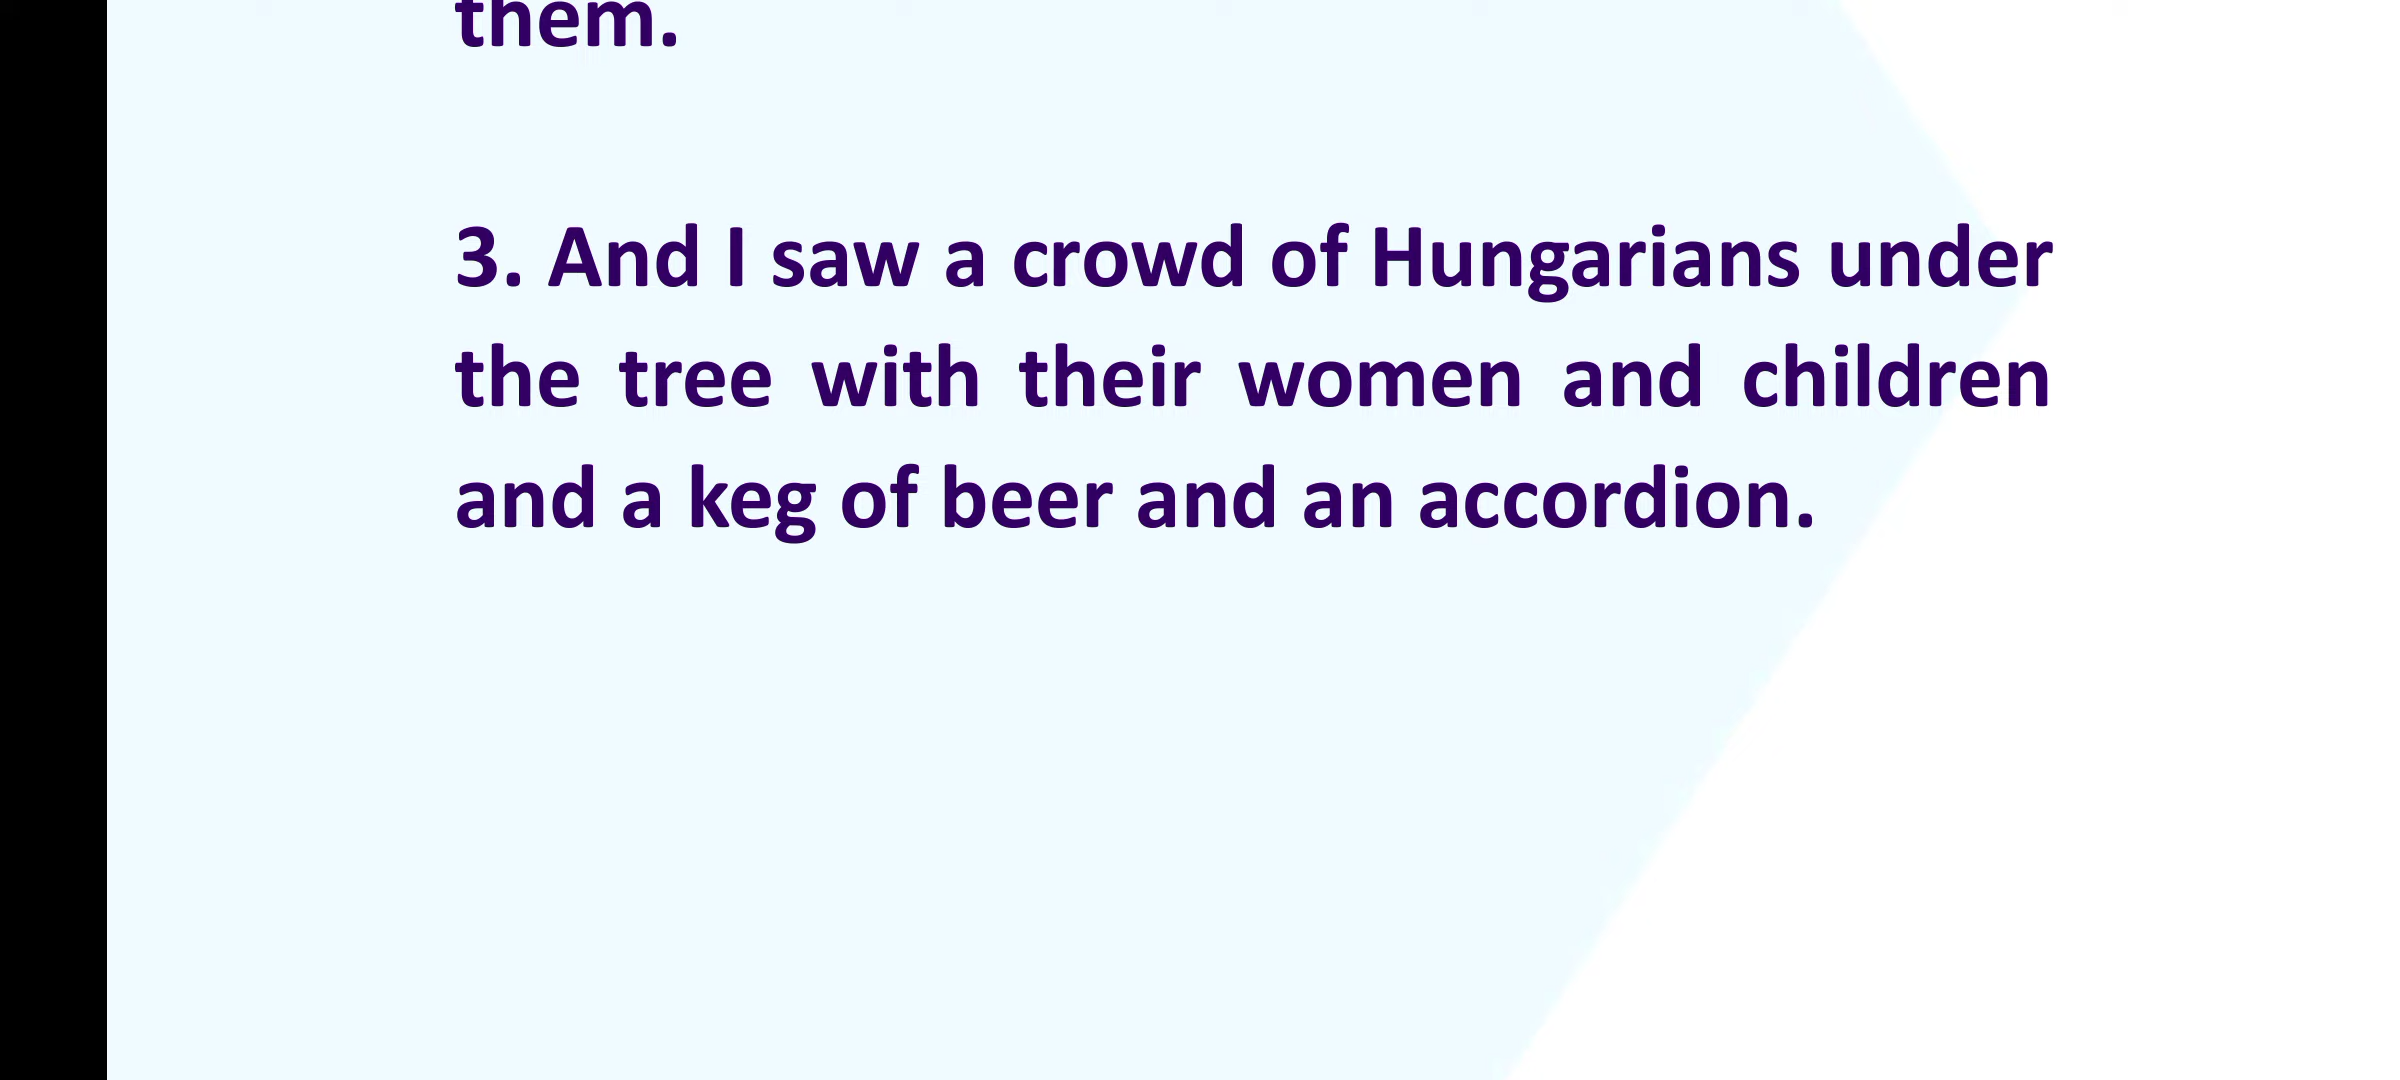 them.
3. And I saw a crowd of Hungarians under
the tree with their women and children
and a keg of beer and an accordion.